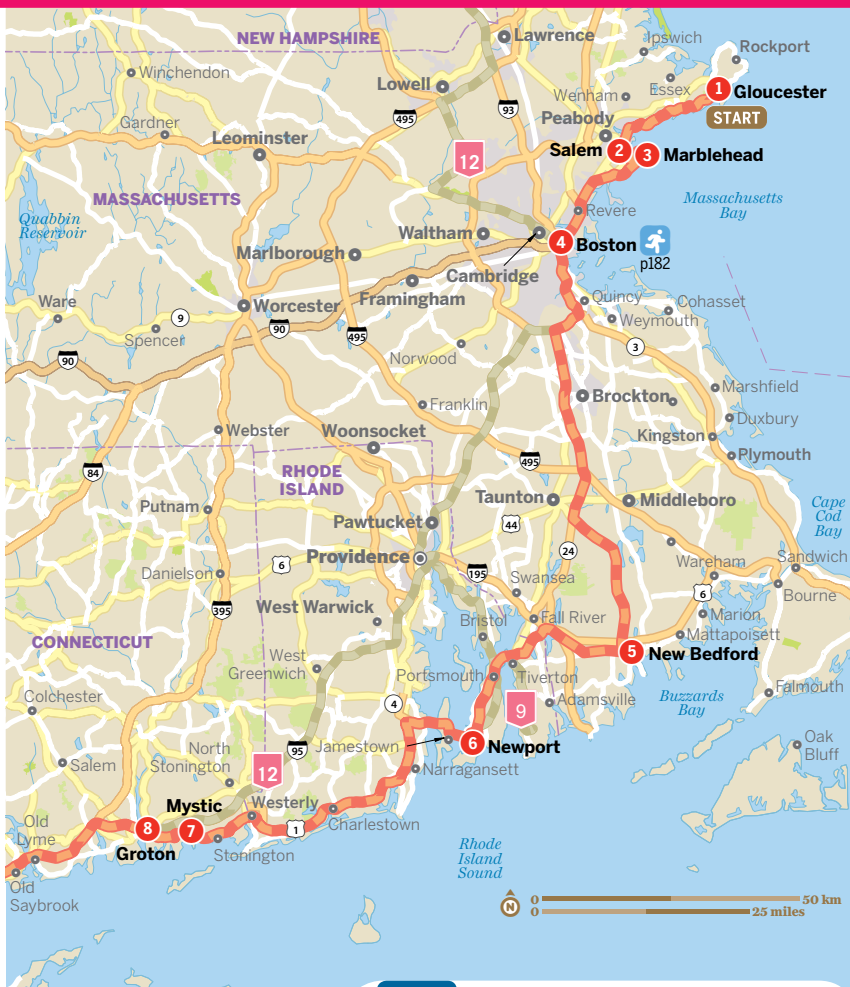 NEW HAMPSHIRE
Lawrence
Ipswich
Rockport
Winchendon
Lowell
Essex
1
Gloucester
Wenham
START
495
93
Peabody
Gardner
Leominster
12
Salem
2
3
Marblehead
MASSACHUSETTS
Massachusetts
Bay
Quabbin
Reservoir
Revere
Waltham
4
Boston
p182
Marlborough
Cambridge
Ware
Worcester
Framingham
Quincy
Cohasset
9
Weymouth
Spencer
90
495
3
90
Norwood
Marshfield
Brockton
Franklin
Duxbury
Webster
Woonsocket
Kingston
Plymouth
84
RHODE
ISLAND
495
Taunton
Middleboro
Cape
Cod
Bay
Putnam
Pawtucket
44
24
Providence
6
Sandwich
Wareham
Danielson
195
Swansea
6
Bourne
395
West Warwick
Marion
Bristol
Fall River
Mattapoisett
CONNECTICUT
5
New Bedford
West
Greenwich
Portsmouth
Tiverton
Colchester
4
9
Adamsville
Buzzards
Bay
Falmouth
Jamestown
6
Newport
Oak
Bluff
North
Stonington
95
Salem
12
Narragansett
Mystic
Westerly
Old
Lyme
8
7
1
Charlestown
Groton
Stonington
Rhode
Island
Sound
Old
Saybrook
N
0
50 km
0
25 miles